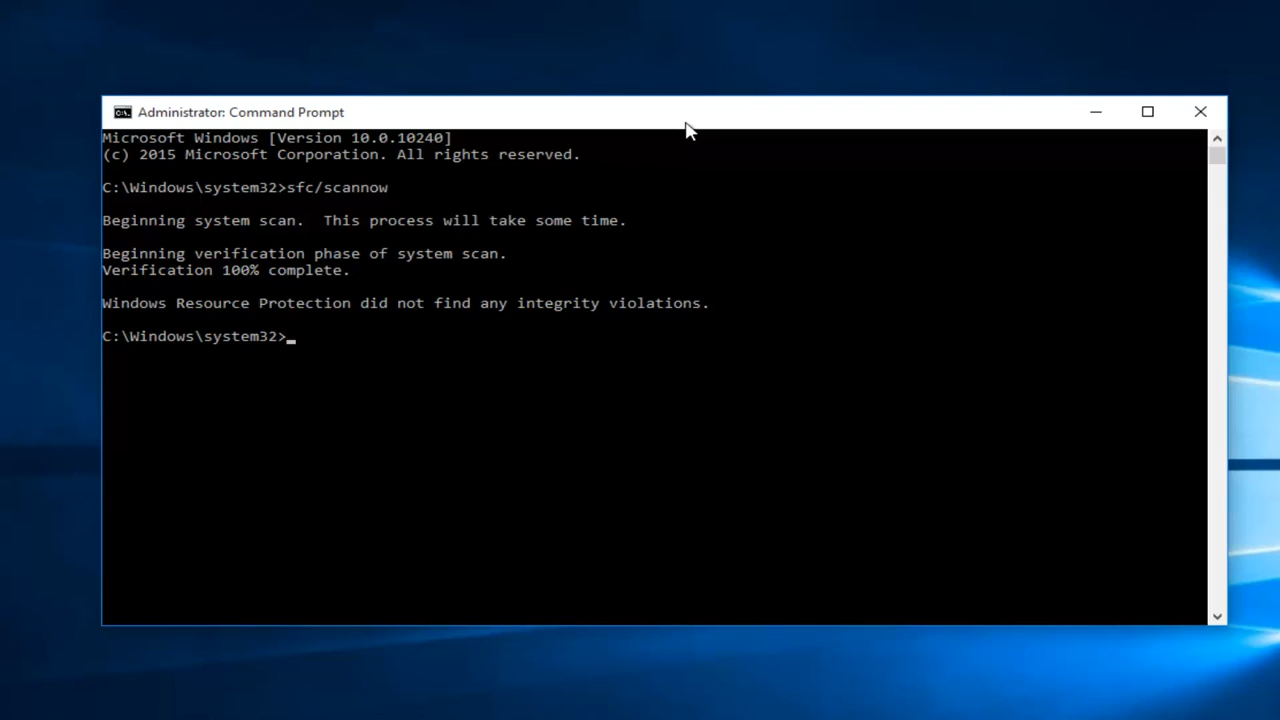 Administrator: Command Prompt
Microsoft Windows [Version 10.0.10240]
(c) 2015 Microsoft Corporation. All rights reserved.
C:\Windows\system32>sfc/scannow
Beginning system scan.  This process will take some time.
Beginning verification phase of system scan.
Verification 100% complete.
Windows Resource Protection did not find any integrity violations.
C:\Windows\system32>